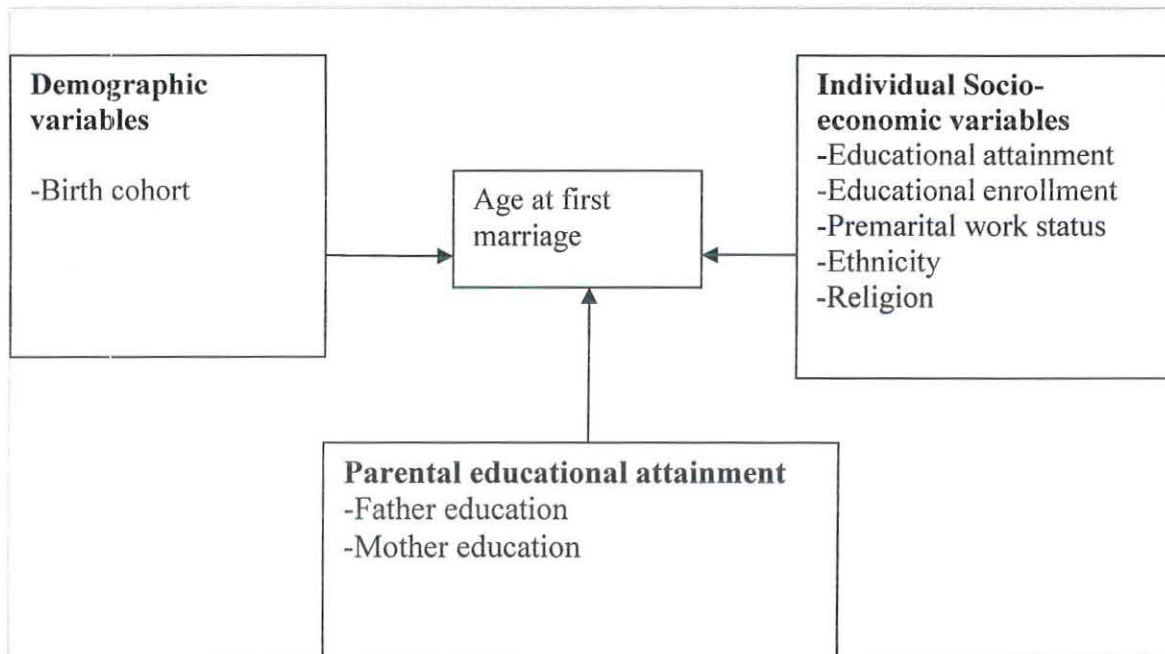 Demographic
variables
-Birth cohort
Age at first
marriage
Individual Socio-
economic variables
-Educational attainment
-Educational enrollment
-Premarital work status
-Ethnicity
-Religion
Parental educational attainment
-Father education
-Mother education